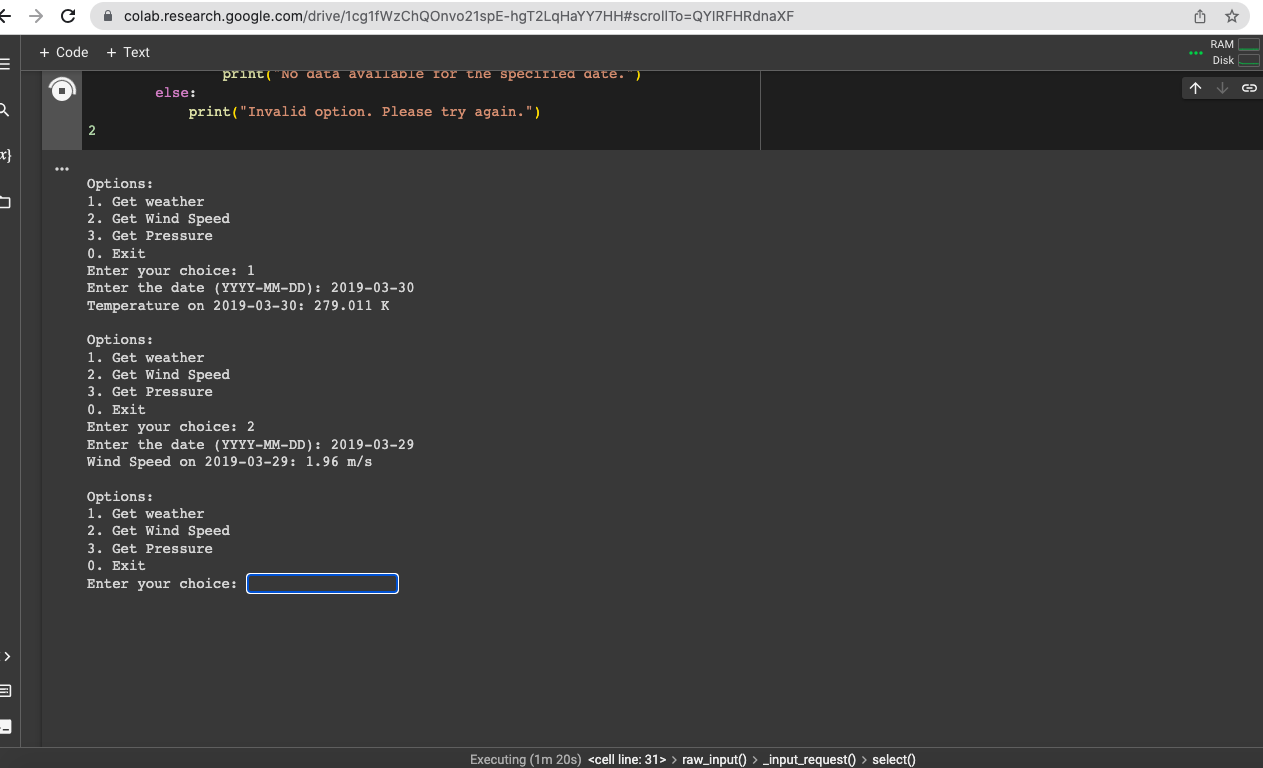 colab.research.google.com/drive/1cg1fWzChQOnvo21spE-hgT2LqHaYY7HH#scrollTo=QYIRFHRdnaXF
+ Code + Text
RAM
Disk
print("No data available for the specified date.")
else:
print("Invalid option. Please try again.")
2
Options:
1. Get weather
2. Get Wind Speed
3. Get Pressure
0. Exit
Enter your choice: 1
Enter the date (YYYY-MM-DD): 2019-03-30
Temperature on 2019-03-30: 279.011 K
Options:
1. Get weather
2. Get Wind Speed
3. Get Pressure
0. Exit
Enter your choice: 2
Enter the date (YYYY-MM-DD): 2019-03-29
Wind Speed on 2019-03-29: 1.96 m/s
Options:
1. Get weather
2. Get Wind Speed
3. Get Pressure
0. Exit
Enter your choice:
Executing (1m 20s) <cell line: 31> > raw_input() > _input_request() > select()